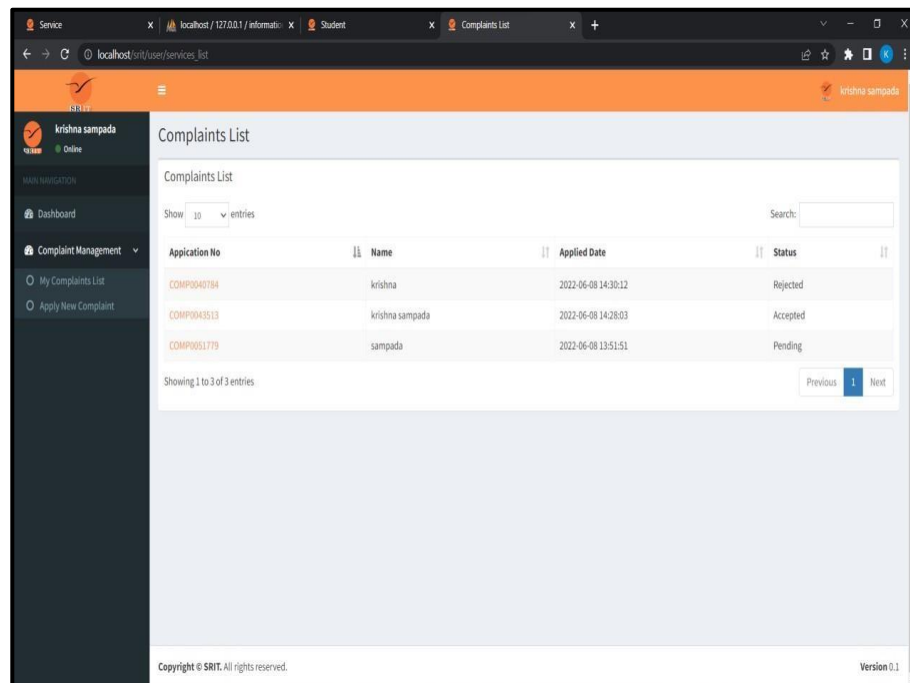 Service
localhost / 127.0.0.1 / informatio
Student
Complaints List
localhost/srit/user/services_list
K
SRIT
krishna sampada
krishna sampada
Online
MAIN NAVIGATION
Dashboard
Complaint Management
My Complaints List
Apply New Complaint
Complaints List
Complaints List
Show 10 entries
Search:
Appication No Name Applied Date Status
COMP0040784 krishna 2022-06-08 14:30:12 Rejected
COMP0043513 krishna sampada 2022-06-08 14:28:03 Accepted
COMP0051779 sampada 2022-06-08 13:51:51 Pending
Showing 1 to 3 of 3 entries
Previous 1 Next
Copyright © SRIT. All rights reserved.
Version 0.1